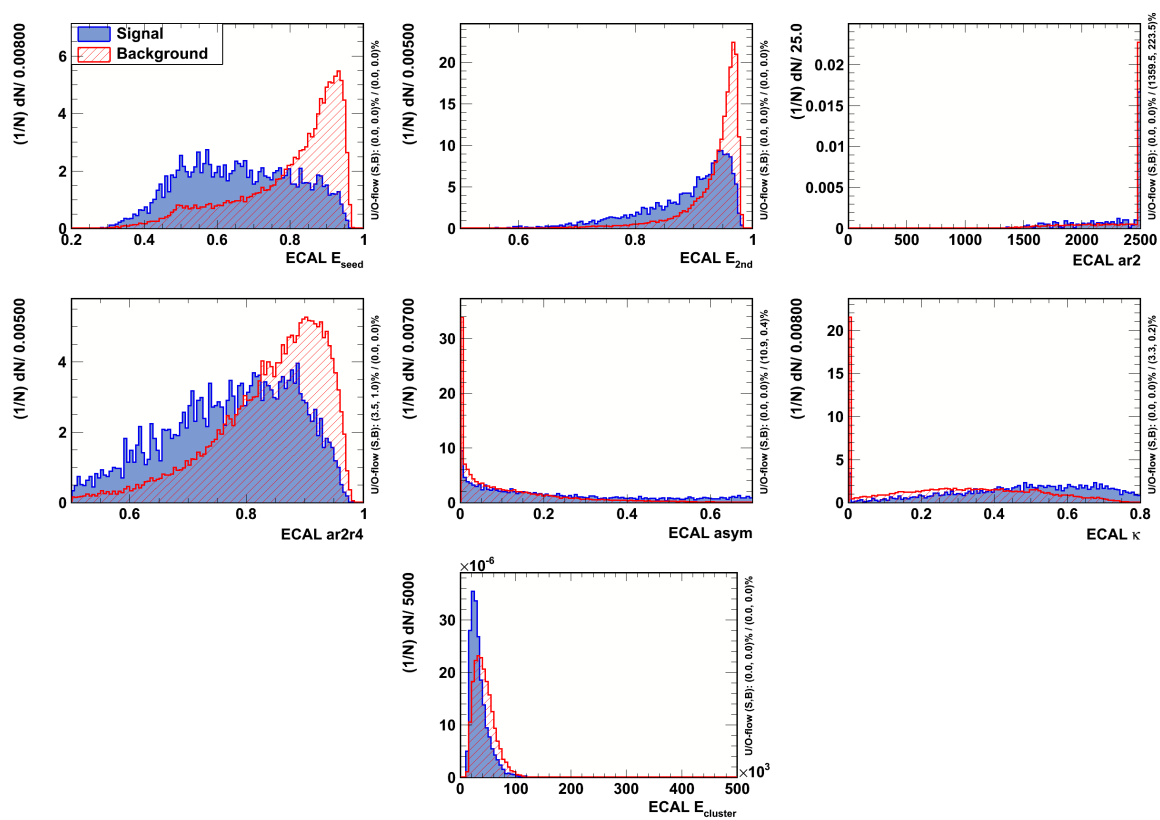 Signal
Background
(1/N) dN/ 0.00800
0 2 4 6
0.2 0.4 0.6 0.8 1
ECAL E_seed
U/O-flow (S,B): (0.0, 0.0)% / (0.0, 0.0)%
(1/N) dN/ 0.00500
0 5 10 15 20
0.6 0.8 1
ECAL E_2nd
U/O-flow (S,B): (0.0, 0.0)% / (0.0, 0.0)%
(1/N) dN/ 25.0
0 0.005 0.01 0.015 0.02
0 500 1000 1500 2000 2500
ECAL ar2
U/O-flow (S,B): (0.0, 0.0)% / (1359.5, 223.5)%
(1/N) dN/ 0.00500
0 2 4
0.6 0.8 1
ECAL ar2r4
U/O-flow (S,B): (3.5, 1.0)% / (0.0, 0.0)%
(1/N) dN/ 0.00700
0 10 20 30
0 0.2 0.4 0.6
ECAL asym
U/O-flow (S,B): (0.0, 0.0)% / (10.9, 0.4)%
(1/N) dN/ 0.00800
0 5 10 15 20
0 0.2 0.4 0.6 0.8
ECAL κ
U/O-flow (S,B): (0.0, 0.0)% / (3.3, 0.2)%
×10⁻⁶
(1/N) dN/ 5000
0 10 20 30
0 100 200 300 400 500
×10³
ECAL E_cluster
U/O-flow (S,B): (0.0, 0.0)% / (0.0, 0.0)%